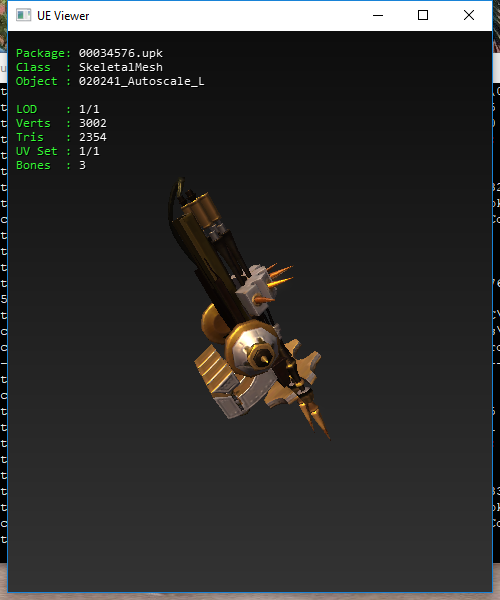 UE Viewer
Package: 00034576.upk
Class : SkeletalMesh
Object : 020241_Autoscale_L
LOD : 1/1
Verts : 3002
Tris : 2354
UV Set : 1/1
Bones : 3